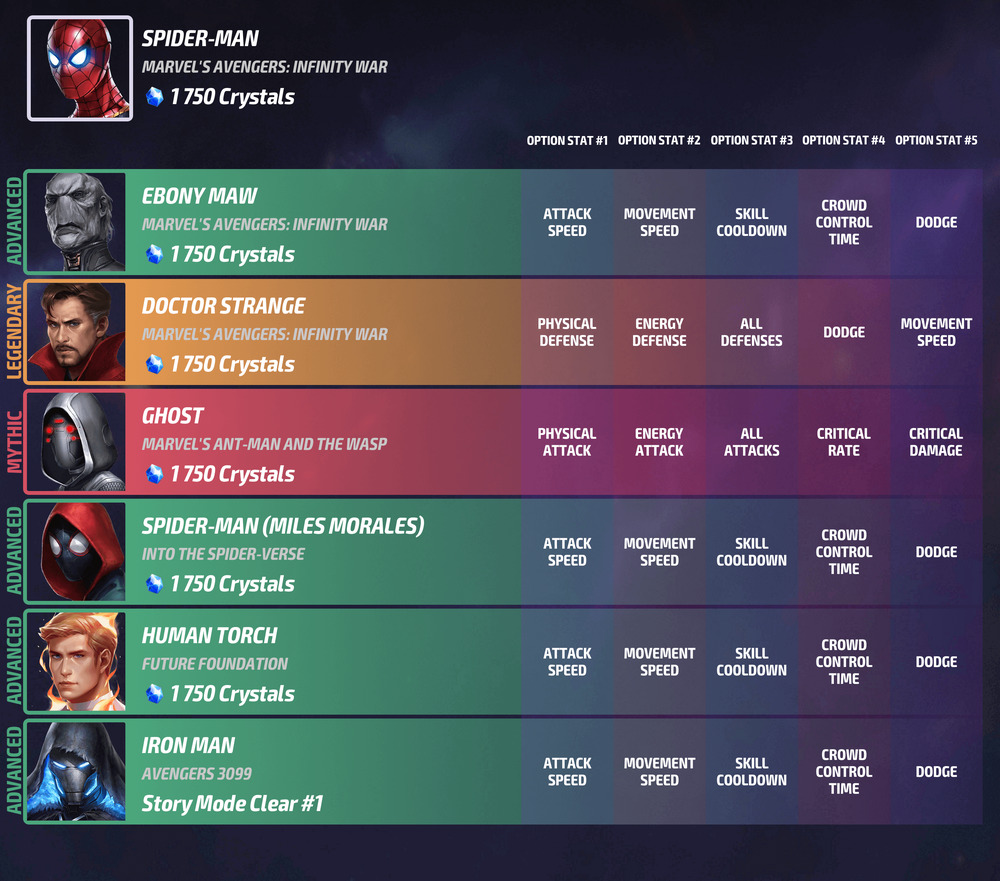 SPIDER-MAN
MARVEL'S AVENGERS: INFINITY WAR
1 750 Crystals
OPTION STAT #1 OPTION STAT #2 OPTION STAT #3 OPTION STAT #4 OPTION STAT #5
ADVANCED
EBONY MAW
MARVEL'S AVENGERS: INFINITY WAR
1 750 Crystals
ATTACK
SPEED
MOVEMENT
SPEED
SKILL
COOLDOWN
CROWD
CONTROL
TIME
DODGE
LEGENDARY
DOCTOR STRANGE
MARVEL'S AVENGERS: INFINITY WAR
1 750 Crystals
PHYSICAL
DEFENSE
ENERGY
DEFENSE
ALL
DEFENSES
DODGE
MOVEMENT
SPEED
MYTHIC
GHOST
MARVEL'S ANT-MAN AND THE WASP
1 750 Crystals
PHYSICAL
ATTACK
ENERGY
ATTACK
ALL
ATTACKS
CRITICAL
RATE
CRITICAL
DAMAGE
ADVANCED
SPIDER-MAN (MILES MORALES)
INTO THE SPIDER-VERSE
1 750 Crystals
ATTACK
SPEED
MOVEMENT
SPEED
SKILL
COOLDOWN
CROWD
CONTROL
TIME
DODGE
ADVANCED
HUMAN TORCH
FUTURE FOUNDATION
1 750 Crystals
ATTACK
SPEED
MOVEMENT
SPEED
SKILL
COOLDOWN
CROWD
CONTROL
TIME
DODGE
ADVANCED
IRON MAN
AVENGERS 3099
Story Mode Clear #1
ATTACK
SPEED
MOVEMENT
SPEED
SKILL
COOLDOWN
CROWD
CONTROL
TIME
DODGE